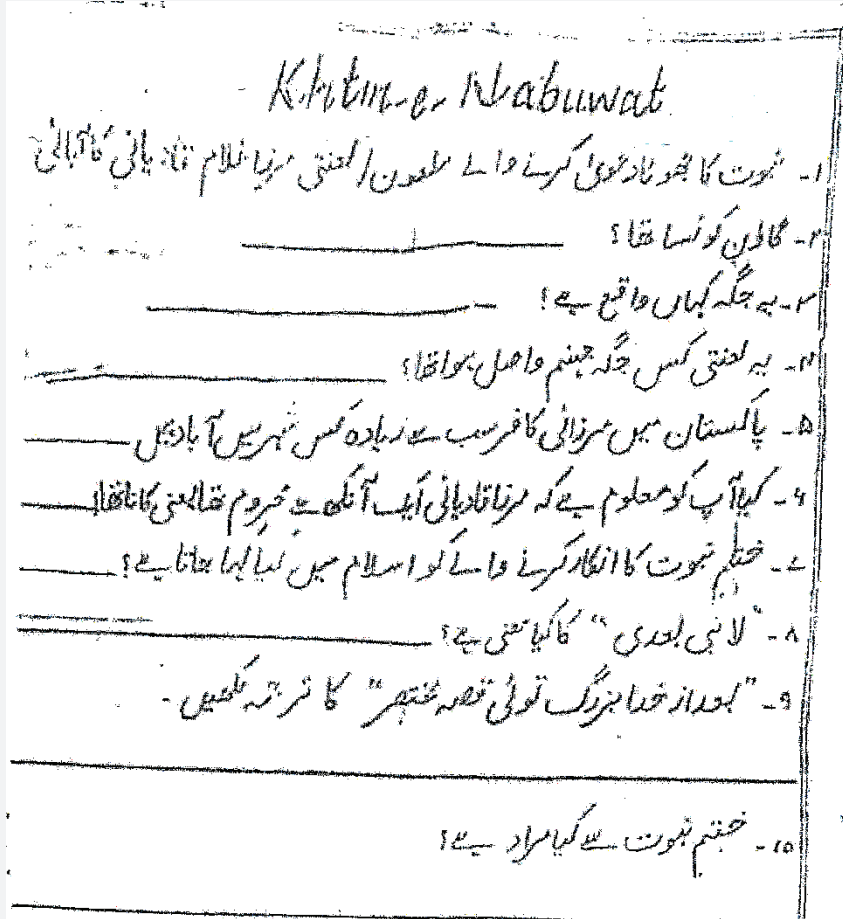 Khtm-e-Nabuwat
۱- نبوت کا جھوٹا دعویٰ کرنے والے ملعون / لعنتی مرزا غلام قادیانی کا آبائی
۲- گاؤں کونسا تھا؟
۳- یہ جگہ کہاں واقع ہے؟
۴- یہ لعنتی کس جگہ جہنم واصل ہوا تھا؟
۵- پاکستان میں مرزائی کافر سب سے زیادہ کس شہر میں آباد ہیں
۶- کیا آپ کو معلوم ہے کہ مرزا قادیانی ایک آنکھ سے محروم تھا یعنی کانا تھا!
۷- ختم نبوت کا انکار کرنے والے کو اسلام میں کیا کہا جاتا ہے؟
۸- "لا نبی بعدی" کا کیا معنی ہے؟
۹- "بعد از خدا بزرگ توئی قصہ مختصر" کا ترجمہ لکھیں۔
۱۰- ختم نبوت سے کیا مراد ہے؟